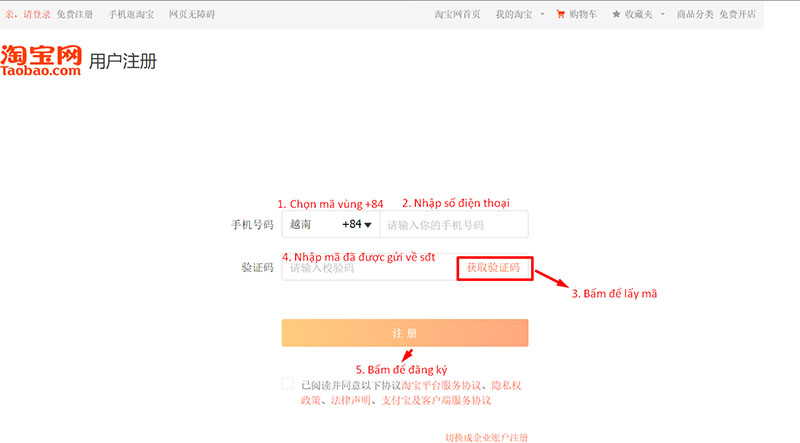 亲，请登录 免费注册 手机逛淘宝 网页无障碍 淘宝网首页 我的淘宝 购物车 收藏夹 商品分类 免费开店
淘宝网 用户注册
Taobao.com
1. Chọn mã vùng +84 2. Nhập số điện thoại
手机号码 越南 +84 请输入你的手机号码
4. Nhập mã đã được gửi về sđt
验证码 请输入校验码 获取验证码
3. Bấm để lấy mã
注 册
5. Bấm để đăng ký
已阅读并同意以下协议淘宝平台服务协议、隐私权
政策、法律声明、支付宝及客户端服务协议
切换成企业账户注册